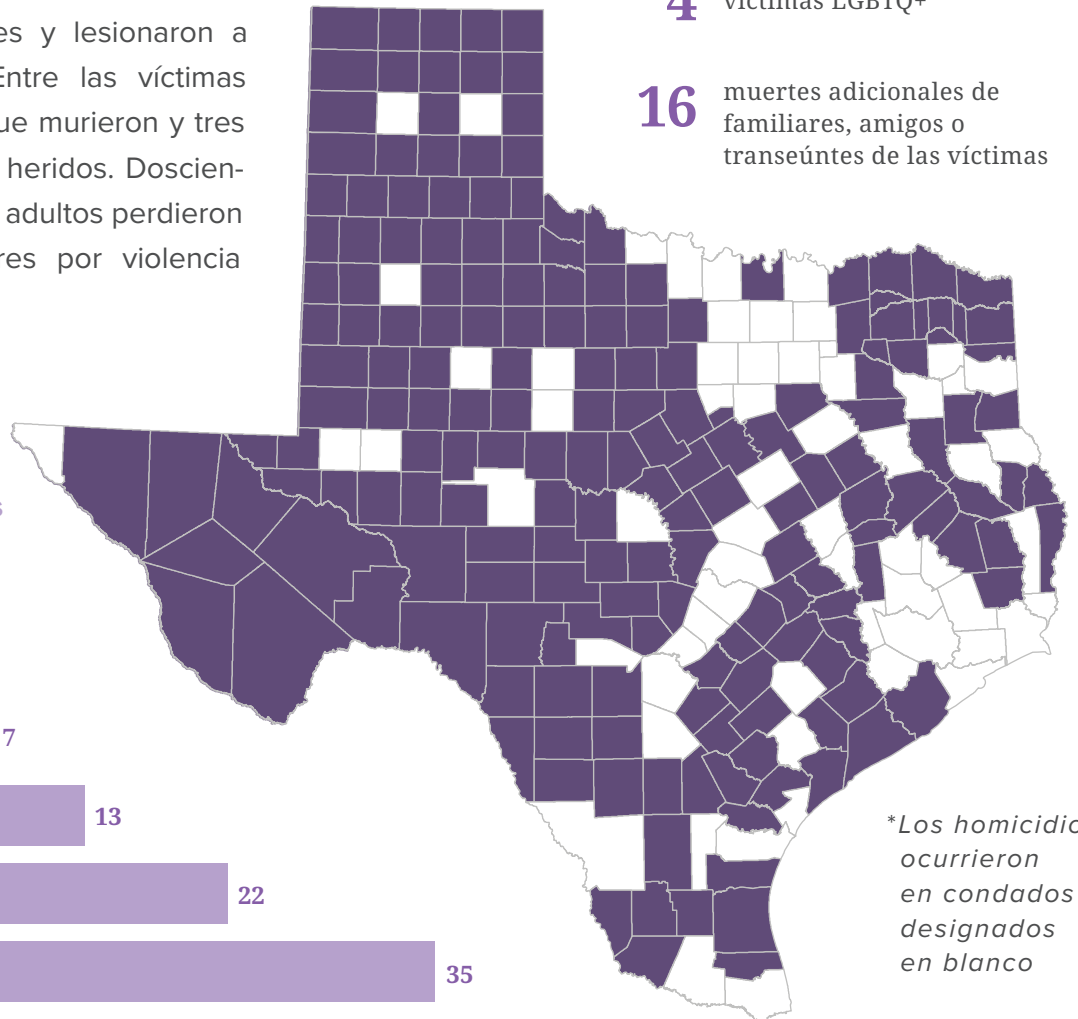 es y lesionaron a
Entre las víctimas
ue murieron y tres
heridos. Doscien-
adultos perdieron
res por violencia
4 víctimas LGBTQ+
16 muertes adicionales de
familiares, amigos o
transeúntes de las víctimas
s
7
13
22
35
*Los homicidio
ocurrieron
en condados
designados
en blanco